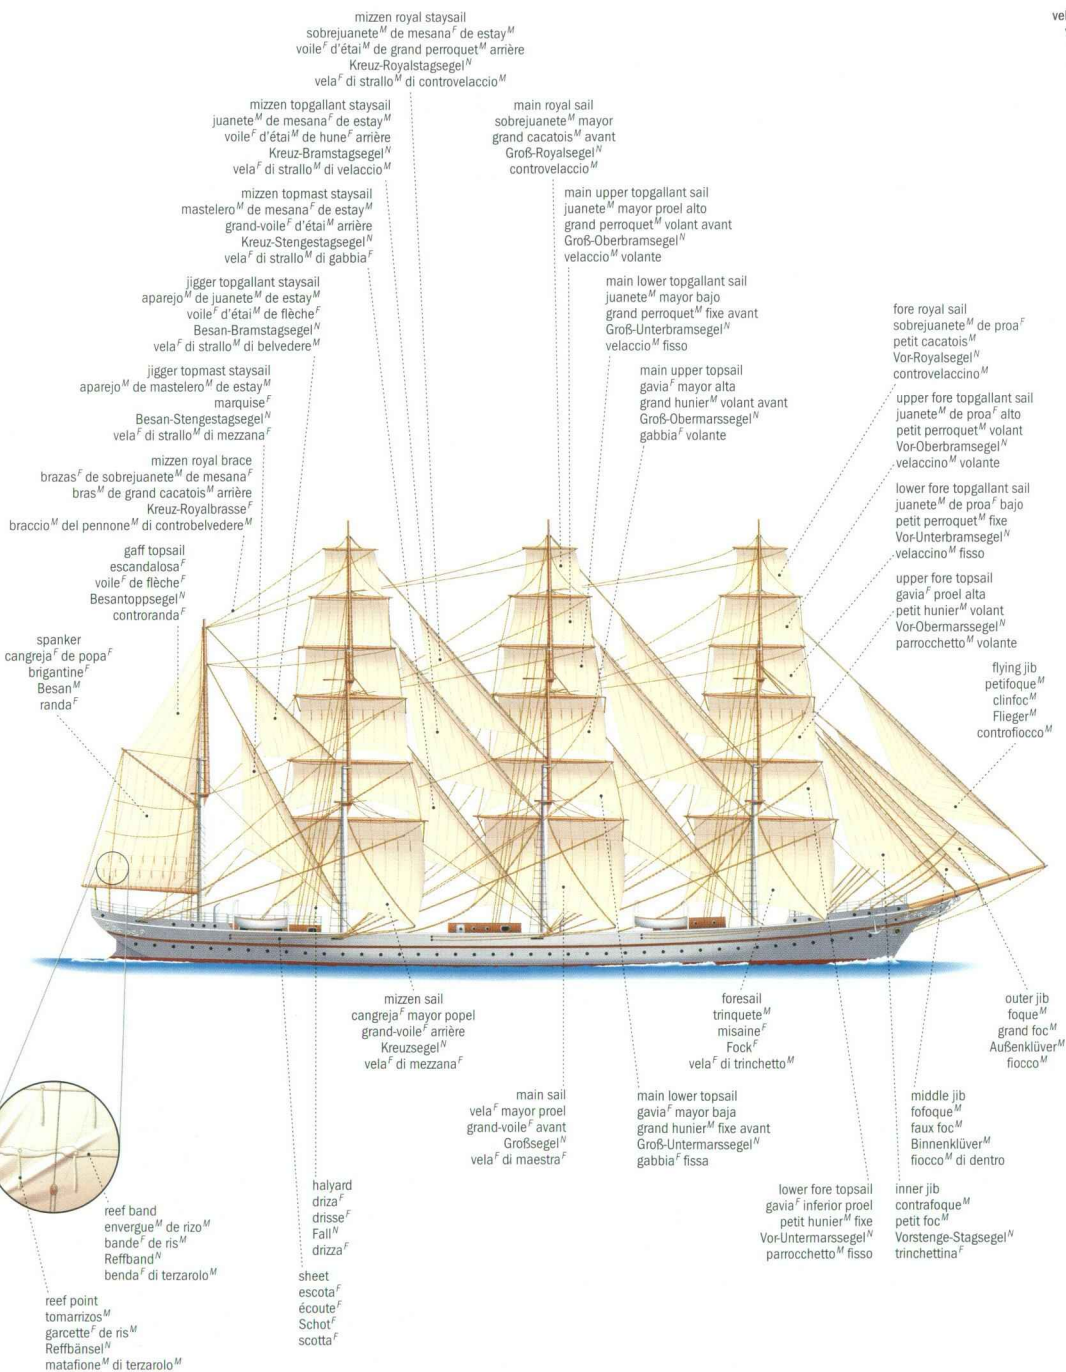 mizzen royal staysail
sobrejuanete^M de mesana^F de estay^M
voile^F d'étai^M de grand perroquet^M arrière
Kreuz-Royalstagsegel^N
vela^F di strallo^M di controvelaccio^M
mizzen topgallant staysail
juanete^M de mesana^F de estay^M
voile^F d'étai^M de hune^F arrière
Kreuz-Bramstagsegel^N
vela^F di strallo^M di velaccio^M
mizzen topmast staysail
mastelero^M de mesana^F de estay^M
grand-voile^F d'étai^M arrière
Kreuz-Stengestagsegel^N
vela^F di strallo^M di gabbia^F
jigger topgallant staysail
aparejo^M de juanete^M de estay^M
voile^F d'étai^M de flèche^F
Besan-Bramstagsegel^N
vela^F di strallo^M di belvedere^M
jigger topmast staysail
aparejo^M de mastelero^M de estay^M
marquise^F
Besan-Stengestagsegel^N
vela^F di strallo^M di mezzana^F
mizzen royal brace
brazas^F de sobrejuanete^M de mesana^F
bras^M de grand cacatois^M arrière
Kreuz-Royalbrasse^F
braccio^M del pennone^M di controbelvedere^M
gaff topsail
escandalosa^F
voile^F de flèche^F
Besantoppsegel^N
controranda^F
spanker
cangreja^F de popa^F
brigantine^F
Besan^M
randa^F
main royal sail
sobrejuanete^M mayor
grand cacatois^M avant
Groß-Royalsegel^N
controvelaccio^M
main upper topgallant sail
juanete^M mayor proel alto
grand perroquet^M volant avant
Groß-Oberbramsegel^N
velaccio^M volante
main lower topgallant sail
juanete^M mayor bajo
grand perroquet^M fixe avant
Groß-Unterbramsegel^N
velaccio^M fisso
main upper topsail
gavia^F mayor alta
grand hunier^M volant avant
Groß-Obermarssegel^N
gabbia^F volante
fore royal sail
sobrejuanete^M de proa^F
petit cacatois^M
Vor-Royalsegel^N
controvelaccino^M
upper fore topgallant sail
juanete^M de proa^F alto
petit perroquet^M volant
Vor-Oberbramsegel^N
velaccino^M volante
lower fore topgallant sail
juanete^M de proa^F bajo
petit perroquet^M fixe
Vor-Unterbramsegel^N
velaccino^M fisso
upper fore topsail
gavia^F proel alta
petit hunier^M volant
Vor-Obermarssegel^N
parrocchetto^M volante
flying jib
petifoque^M
clinfoc^M
Flieger^M
controfiocco^M
mizzen sail
cangreja^F mayor popel
grand-voile^F arrière
Kreuzsegel^N
vela^F di mezzana^F
foresail
trinquete^M
misaine^F
Fock^F
vela^F di trinchetto^M
outer jib
foque^M
grand foc^M
Außenklüver^M
fiocco^M
main sail
vela^F mayor proel
grand-voile^F avant
Großsegel^N
vela^F di maestra^F
main lower topsail
gavia^F mayor baja
grand hunier^M fixe avant
Groß-Untermarssegel^N
gabbia^F fissa
middle jib
fofoque^M
faux foc^M
Binnenklüver^M
fiocco^M di dentro
halyard
driza^F
drisse^F
Fall^N
drizza^F
lower fore topsail
gavia^F inferior proel
petit hunier^M fixe
Vor-Untermarssegel^N
parrocchetto^M fisso
inner jib
contrafoque^M
petit foc^M
Vorstenge-Stagsegel^N
trinchettina^F
reef band
envergue^M de rizo^M
bande^F de ris^M
Reffband^N
benda^F di terzarolo^M
sheet
escota^F
écoute^F
Schot^F
scotta^F
reef point
tomarrizos^M
garcette^F de ris^M
Reffbänsel^N
matafione^M di terzarolo^M